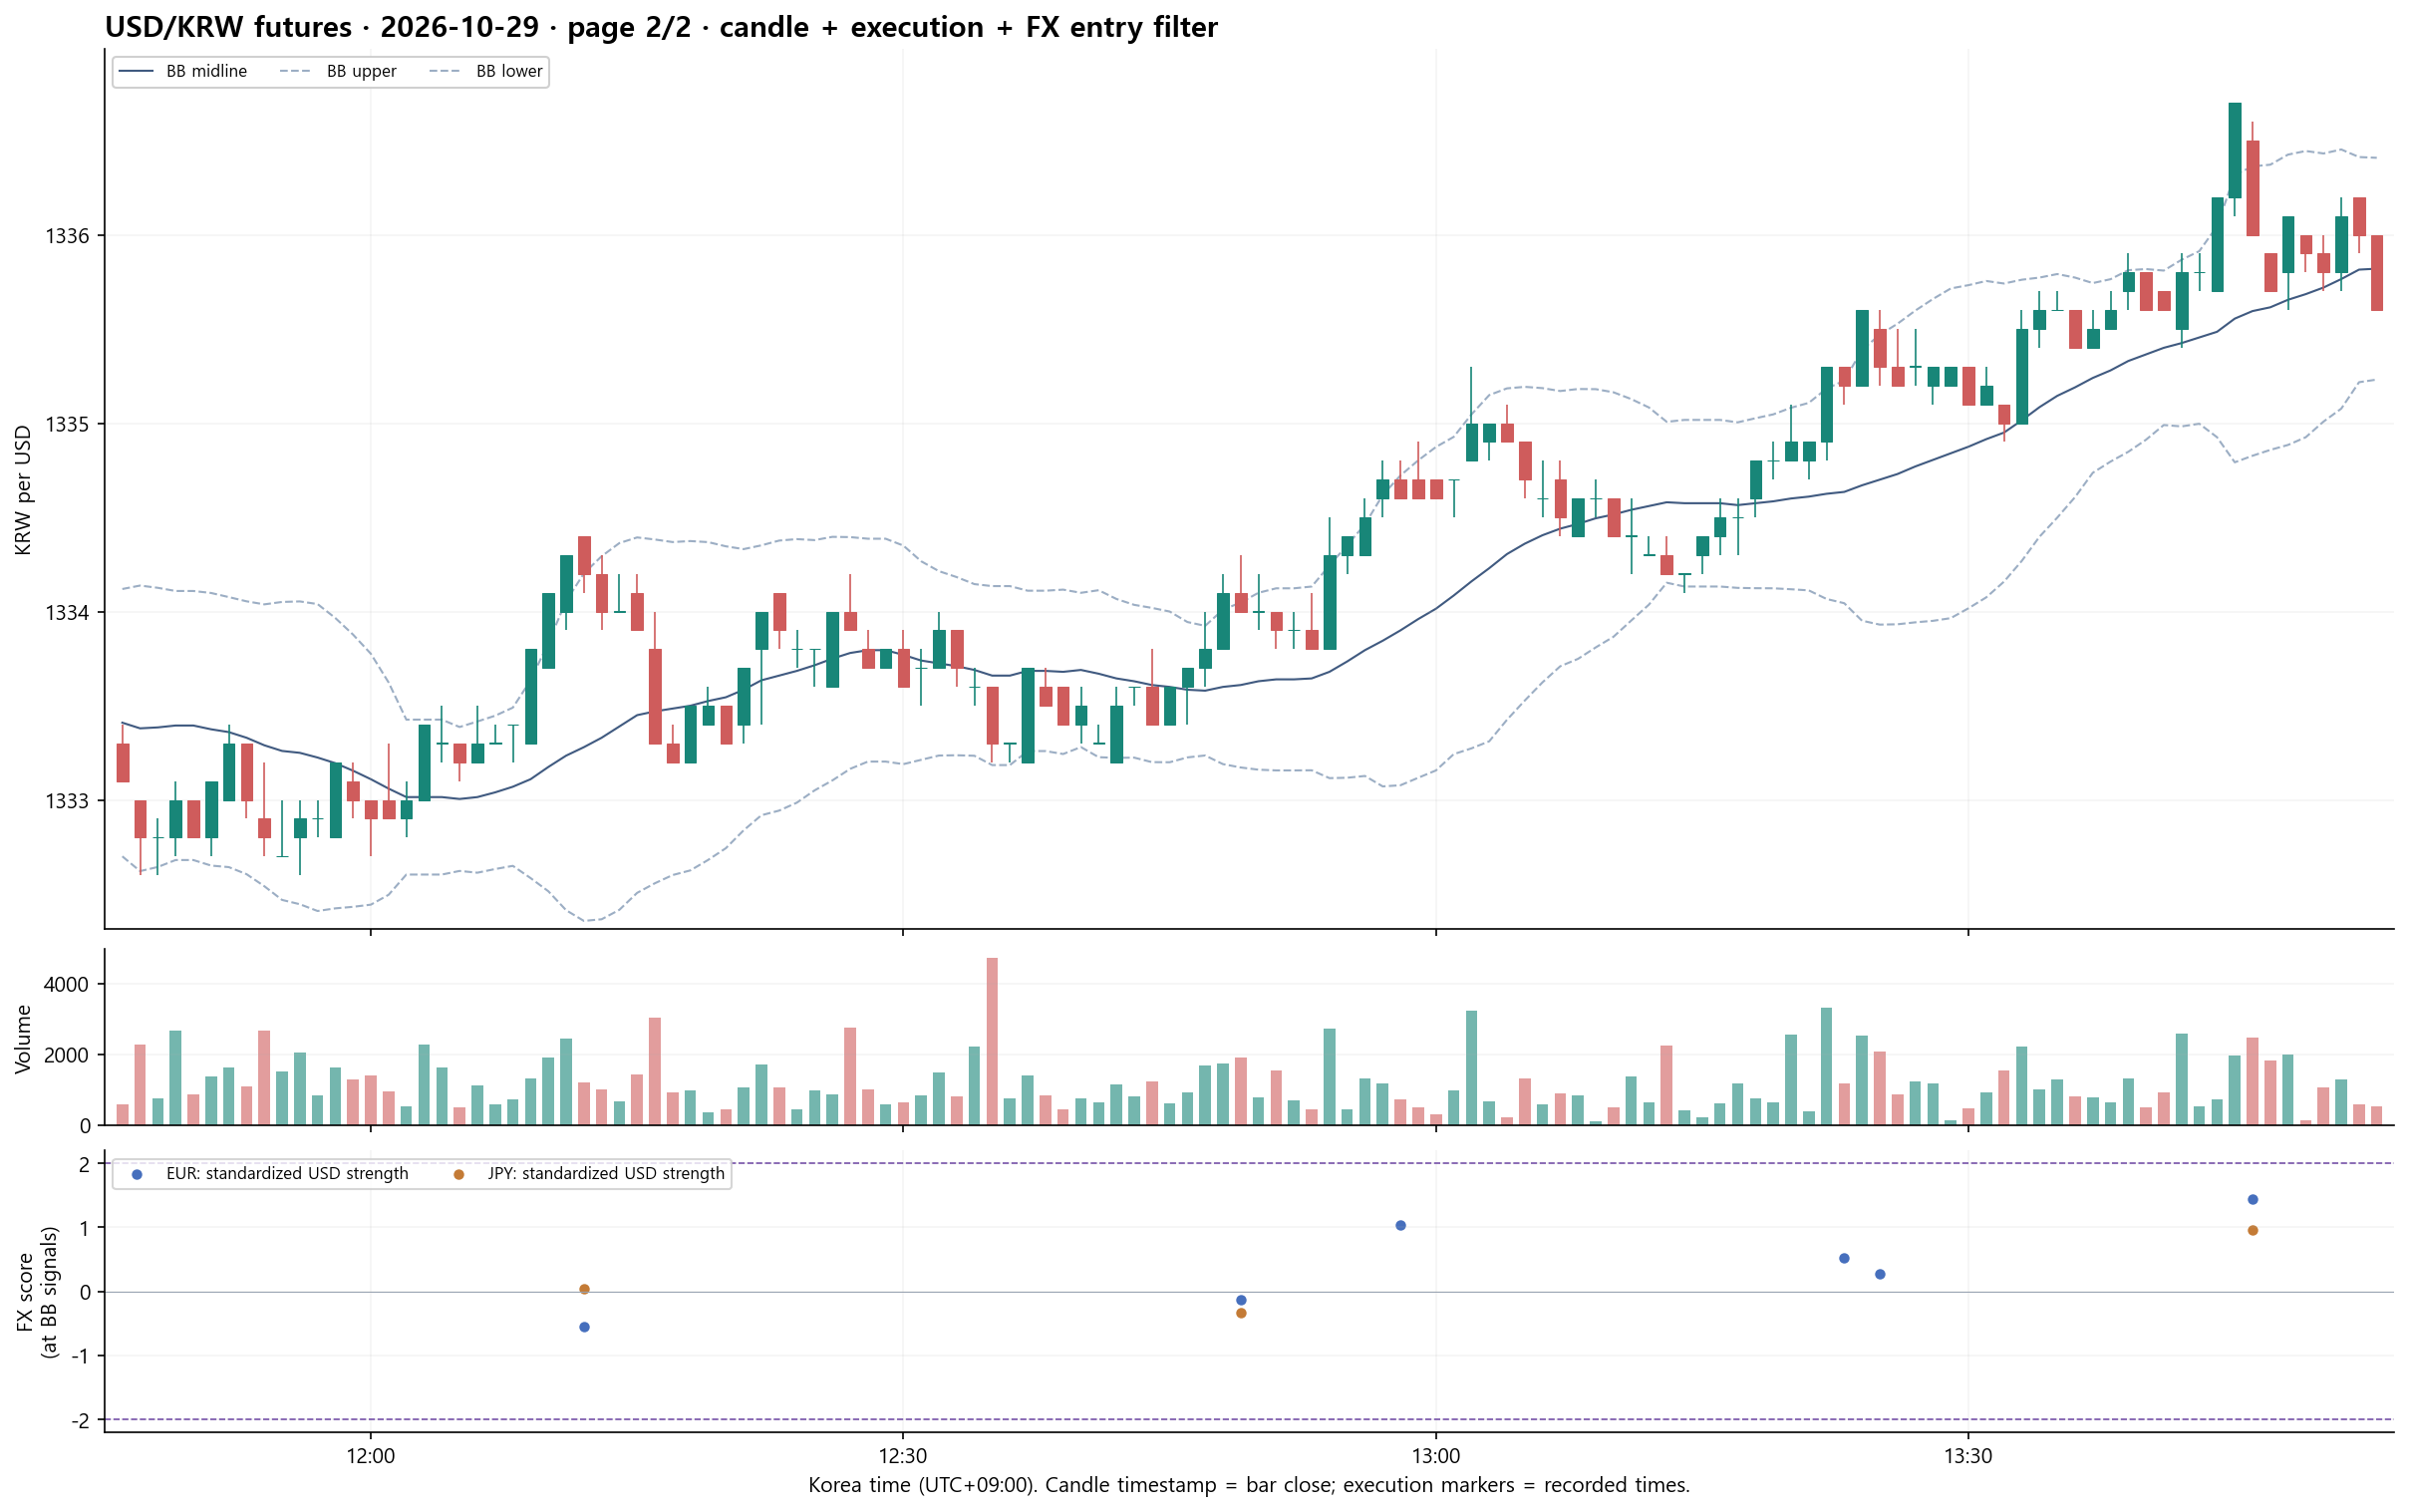 USD/KRW futures · 2026-10-29 · page 2/2 · candle + execution + FX entry filter
BB midline BB upper BB lower
KRW per USD
1336
1335
1334
1333
Volume
4000
2000
0
EUR: standardized USD strength JPY: standardized USD strength
FX score
(at BB signals)
2
1
0
-1
-2
12:00 12:30 13:00 13:30
Korea time (UTC+09:00). Candle timestamp = bar close; execution markers = recorded times.